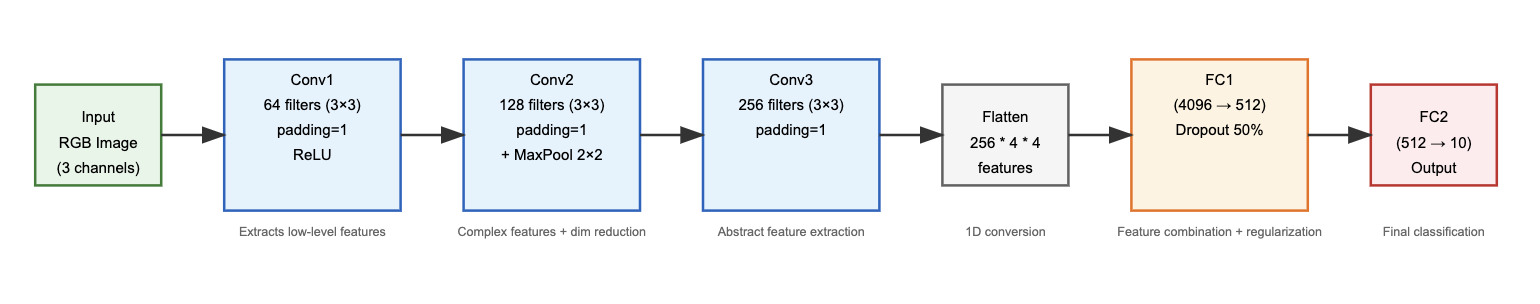 Input
RGB Image
(3 channels)
Conv1
64 filters (3×3)
padding=1
ReLU
Extracts low-level features
Conv2
128 filters (3×3)
padding=1
+ MaxPool 2×2
Complex features + dim reduction
Conv3
256 filters (3×3)
padding=1
Abstract feature extraction
Flatten
256 * 4 * 4
features
1D conversion
FC1
(4096 → 512)
Dropout 50%
Feature combination + regularization
FC2
(512 → 10)
Output
Final classification